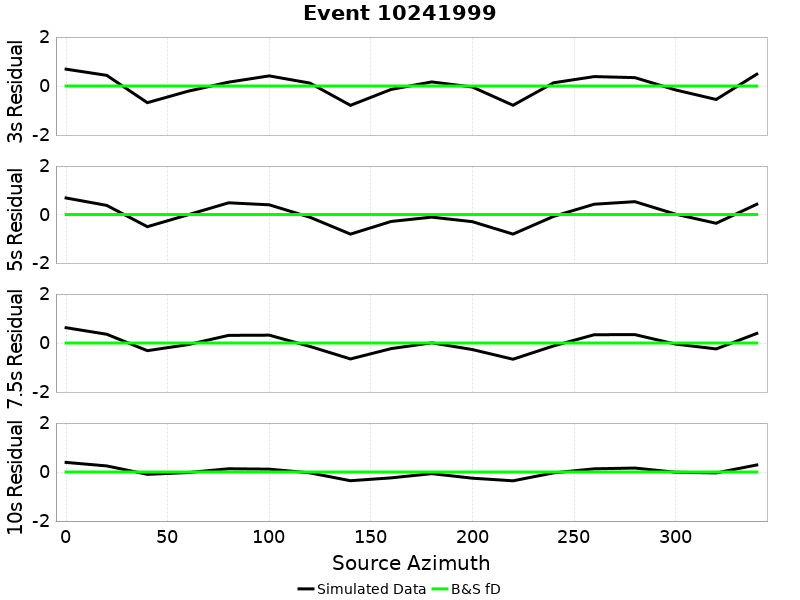 Event 10241999
3s Residual
2
0
-2
5s Residual
2
0
-2
7.5s Residual
2
0
-2
10s Residual
2
0
-2
0 50 100 150 200 250 300
Source Azimuth
Simulated Data B&S fD